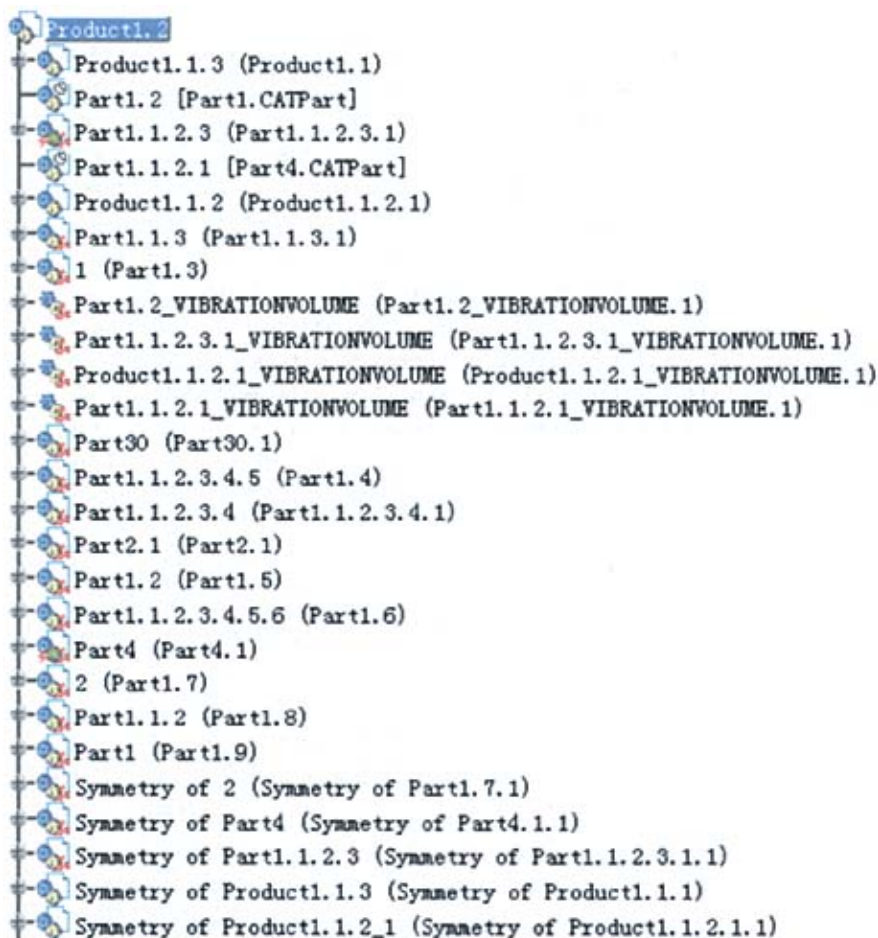 Product1.2
Product1.1.3 (Product1.1)
Part1.2 [Part1.CATPart]
Part1.1.2.3 (Part1.1.2.3.1)
Part1.1.2.1 [Part4.CATPart]
Product1.1.2 (Product1.1.2.1)
Part1.1.3 (Part1.1.3.1)
1 (Part1.3)
Part1.2_VIBRATIONVOLUME (Part1.2_VIBRATIONVOLUME.1)
Part1.1.2.3.1_VIBRATIONVOLUME (Part1.1.2.3.1_VIBRATIONVOLUME.1)
Product1.1.2.1_VIBRATIONVOLUME (Product1.1.2.1_VIBRATIONVOLUME.1)
Part1.1.2.1_VIBRATIONVOLUME (Part1.1.2.1_VIBRATIONVOLUME.1)
Part30 (Part30.1)
Part1.1.2.3.4.5 (Part1.4)
Part1.1.2.3.4 (Part1.1.2.3.4.1)
Part2.1 (Part2.1)
Part1.2 (Part1.5)
Part1.1.2.3.4.5.6 (Part1.6)
Part4 (Part4.1)
2 (Part1.7)
Part1.1.2 (Part1.8)
Part1 (Part1.9)
Symmetry of 2 (Symmetry of Part1.7.1)
Symmetry of Part4 (Symmetry of Part4.1.1)
Symmetry of Part1.1.2.3 (Symmetry of Part1.1.2.3.1.1)
Symmetry of Product1.1.3 (Symmetry of Product1.1.1)
Symmetry of Product1.1.2_1 (Symmetry of Product1.1.2.1.1)